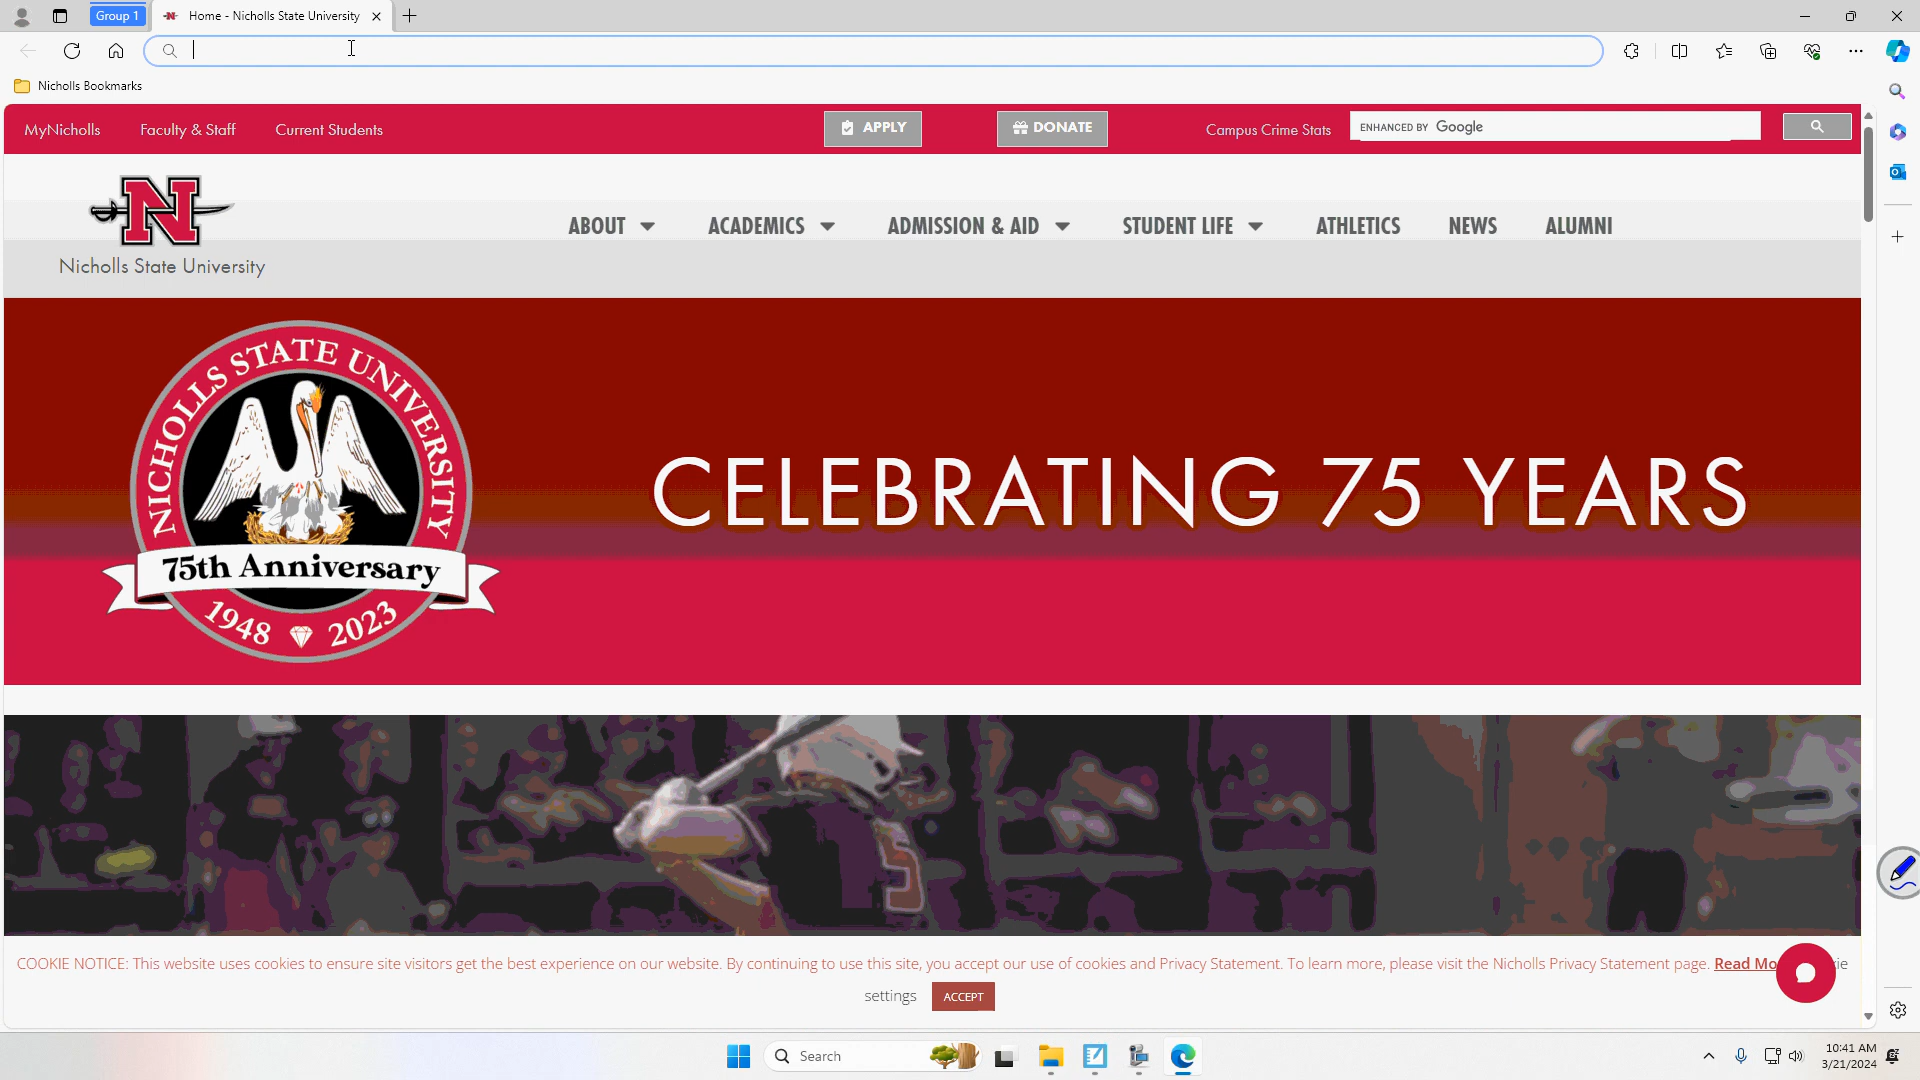 Group 1
Home - Nicholls State University
Nicholls Bookmarks
MyNicholls
Faculty & Staff
Current Students
APPLY
DONATE
Campus Crime Stats
ENHANCED BY Google
N
Nicholls State University
ABOUT
ACADEMICS
ADMISSION & AID
STUDENT LIFE
ATHLETICS
NEWS
ALUMNI
NICHOLLS STATE UNIVERSITY
75th Anniversary
1948 2023
CELEBRATING 75 YEARS
COOKIE NOTICE: This website uses cookies to ensure site visitors get the best experience on our website. By continuing to use this site, you accept our use of cookies and Privacy Statement. To learn more, please visit the Nicholls Privacy Statement page. Read Mo
settings
ACCEPT
Search
10:41 AM
3/21/2024